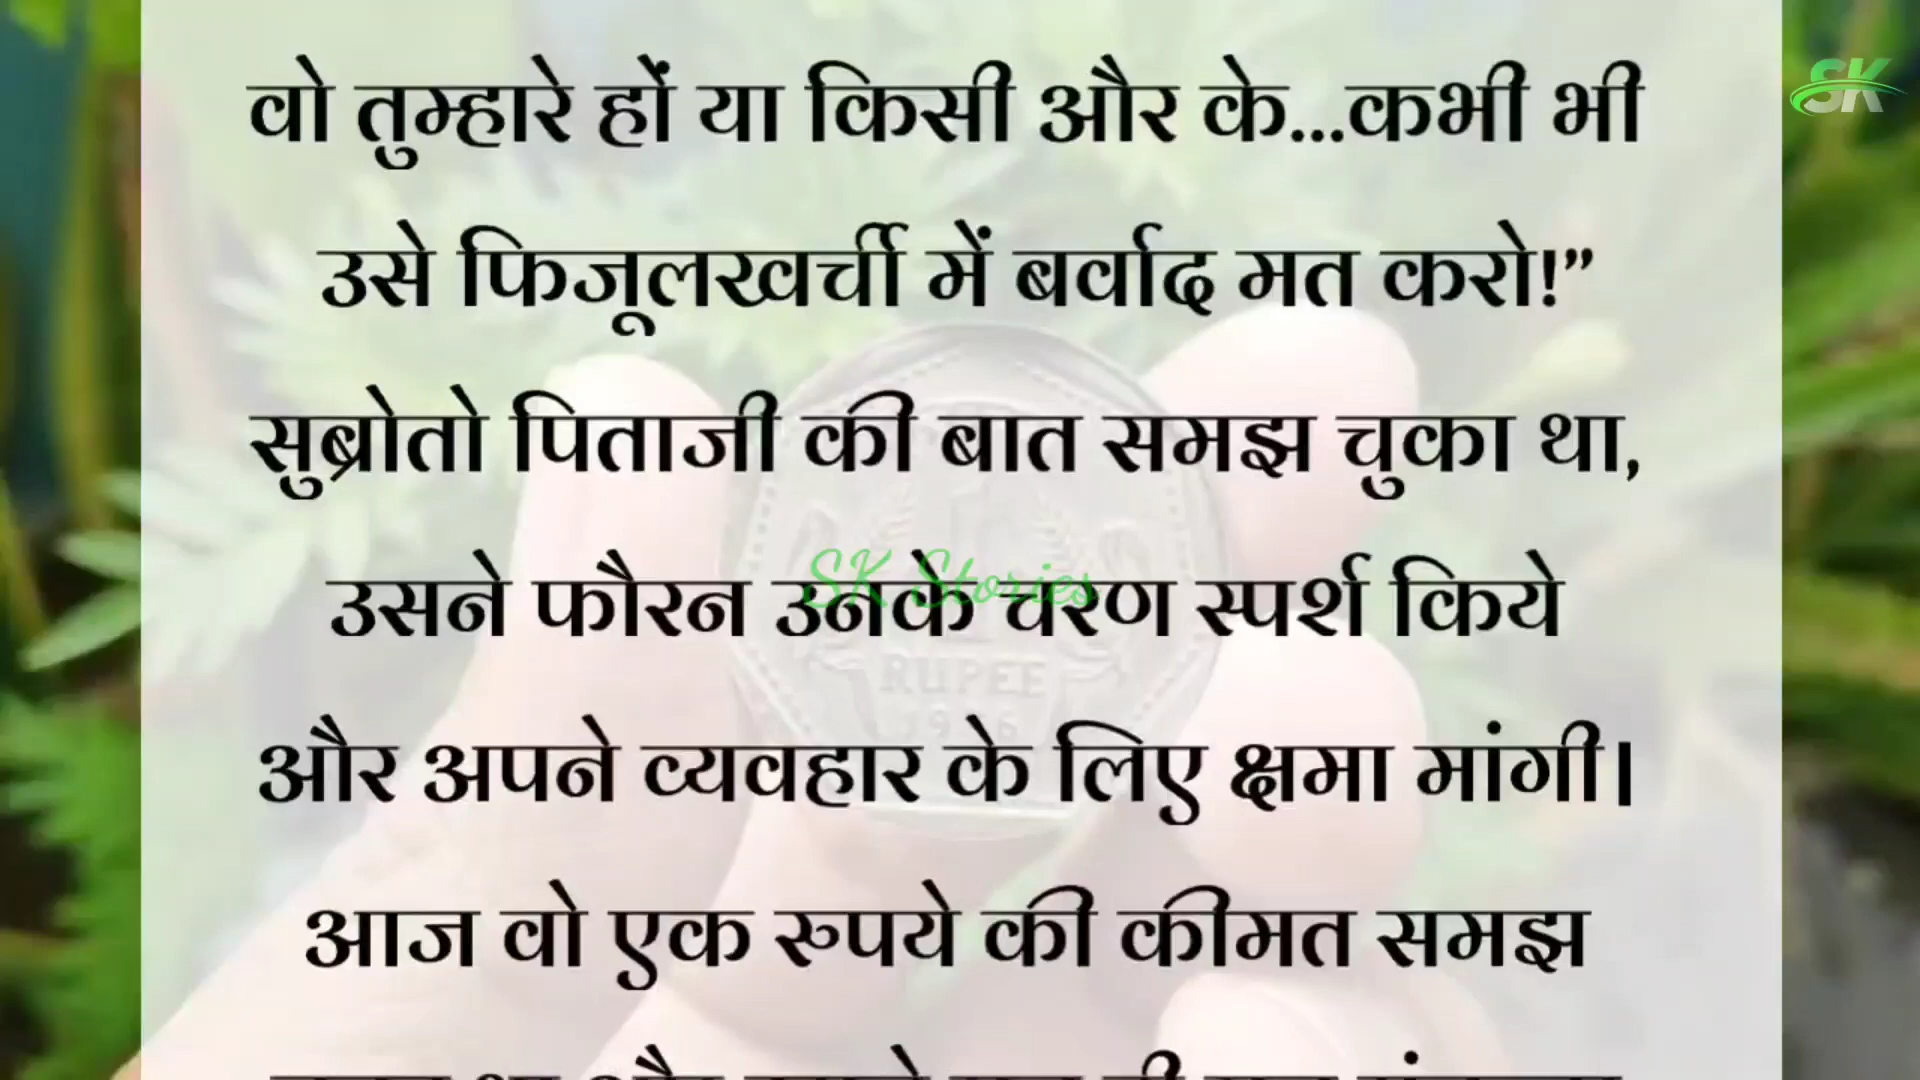 वो तुम्हारे हों या किसी और के...कभी भी
SK
उसे फिजूलखर्ची में बर्वाद मत करो!”
सुब्रोतो पिताजी की बात समझ चुका था,
उसने फौरन उनके चरण स्पर्श किये
SK Stories
RUPEE
और अपने व्यवहार के लिए क्षमा मांगी।
आज वो एक रुपये की कीमत समझ